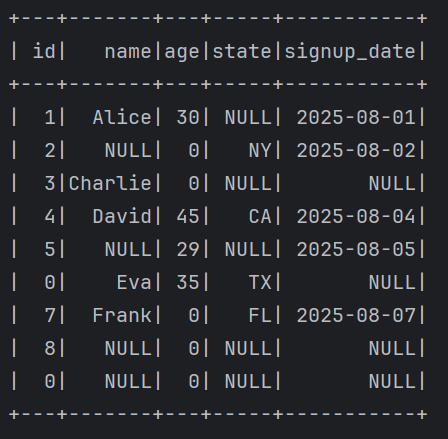 +---+-------+---+-----+-----------+
| id|   name|age|state|signup_date|
+---+-------+---+-----+-----------+
|  1|  Alice| 30| NULL| 2025-08-01|
|  2|   NULL|  0|   NY| 2025-08-02|
|  3|Charlie|  0| NULL|       NULL|
|  4|  David| 45|   CA| 2025-08-04|
|  5|   NULL| 29| NULL| 2025-08-05|
|  0|    Eva| 35|   TX|       NULL|
|  7|  Frank|  0|   FL| 2025-08-07|
|  8|   NULL|  0| NULL|       NULL|
|  0|   NULL|  0| NULL|       NULL|
+---+-------+---+-----+-----------+